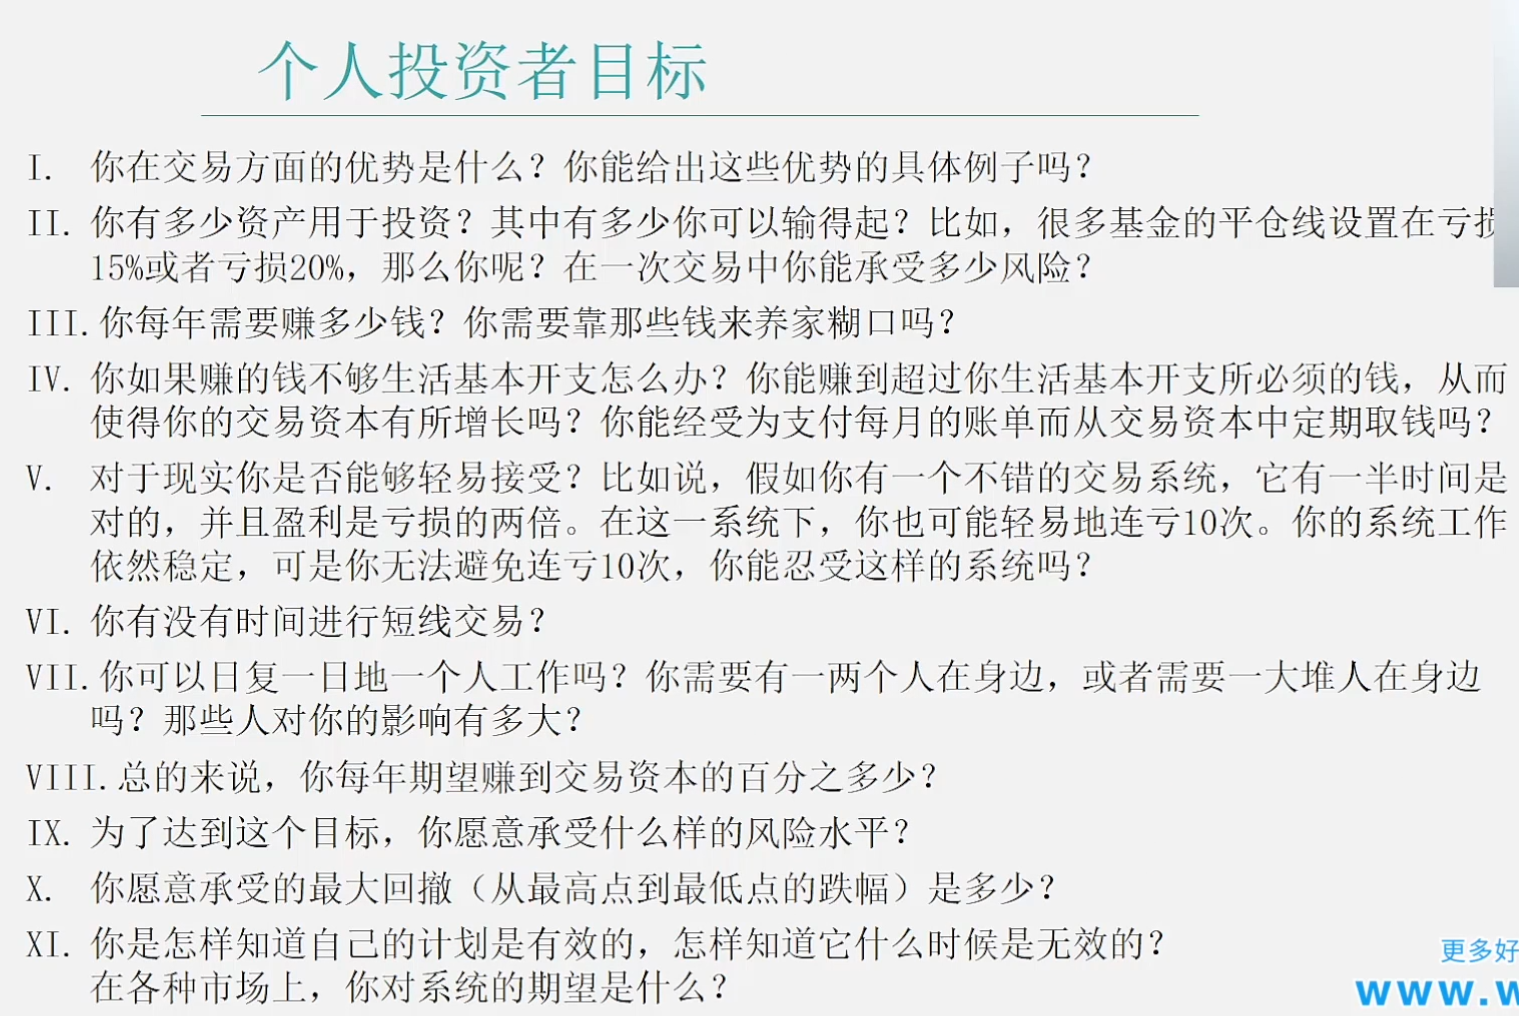 个人投资者目标
I. 你在交易方面的优势是什么？你能给出这些优势的具体例子吗？
II. 你有多少资产用于投资？其中有多少你可以输得起？比如，很多基金的平仓线设置在亏损
15%或者亏损20%，那么你呢？在一次交易中你能承受多少风险？
III. 你每年需要赚多少钱？你需要靠那些钱来养家糊口吗？
IV. 你如果赚的钱不够生活基本开支怎么办？你能赚到超过你生活基本开支所必须的钱，从而
使得你的交易资本有所增长吗？你能经受为支付每月的账单而从交易资本中定期取钱吗？
V. 对于现实你是否能够轻易接受？比如说，假如你有一个不错的交易系统，它有一半时间是
对的，并且盈利是亏损的两倍。在这一系统下，你也可能轻易地连亏10次。你的系统工作
依然稳定，可是你无法避免连亏10次，你能忍受这样的系统吗？
VI. 你有没有时间进行短线交易？
VII. 你可以日复一日地一个人工作吗？你需要有一两个人在身边，或者需要一大堆人在身边
吗？那些人对你的影响有多大？
VIII. 总的来说，你每年期望赚到交易资本的百分之多少？
IX. 为了达到这个目标，你愿意承受什么样的风险水平？
X. 你愿意承受的最大回撤（从最高点到最低点的跌幅）是多少？
XI. 你是怎样知道自己的计划是有效的，怎样知道它什么时候是无效的？
在各种市场上，你对系统的期望是什么？
更多好
www.